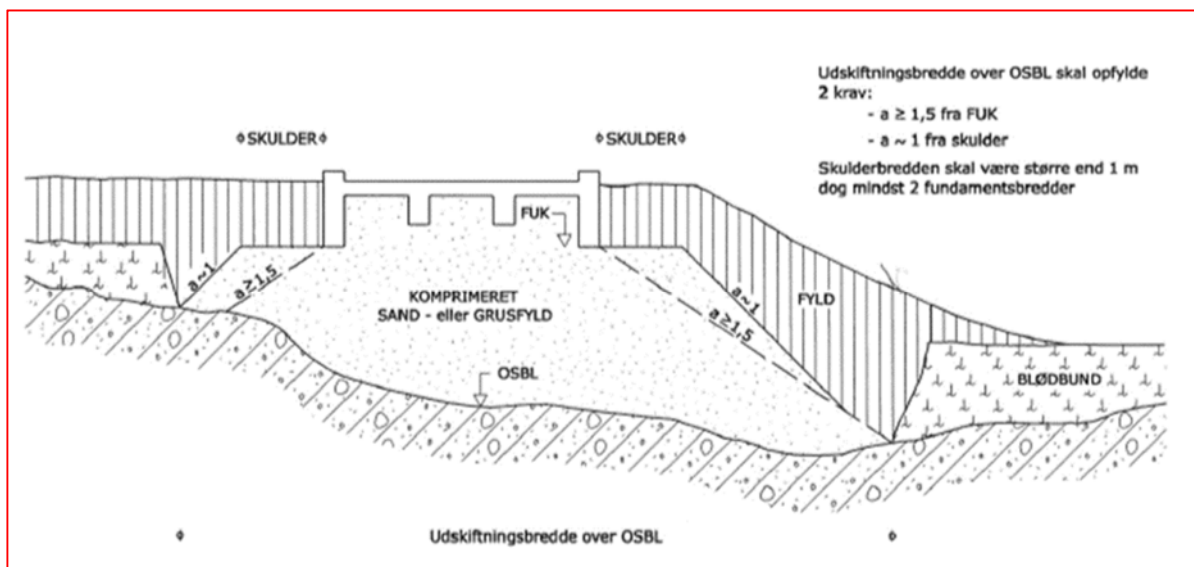 Udskiftningsbredde over OSBL skal opfylde
2 krav:
- a ≥ 1,5 fra FUK
- a ~ 1 fra skulder
Skulderbredden skal være større end 1 m
dog mindst 2 fundamentsbredder
SKULDER
SKULDER
FUK
a~1
a≥1,5
KOMPRIMERET
SAND - eller GRUSFYLD
a~1
a≥1,5
FYLD
OSBL
BLØDBUND
Udskiftningsbredde over OSBL